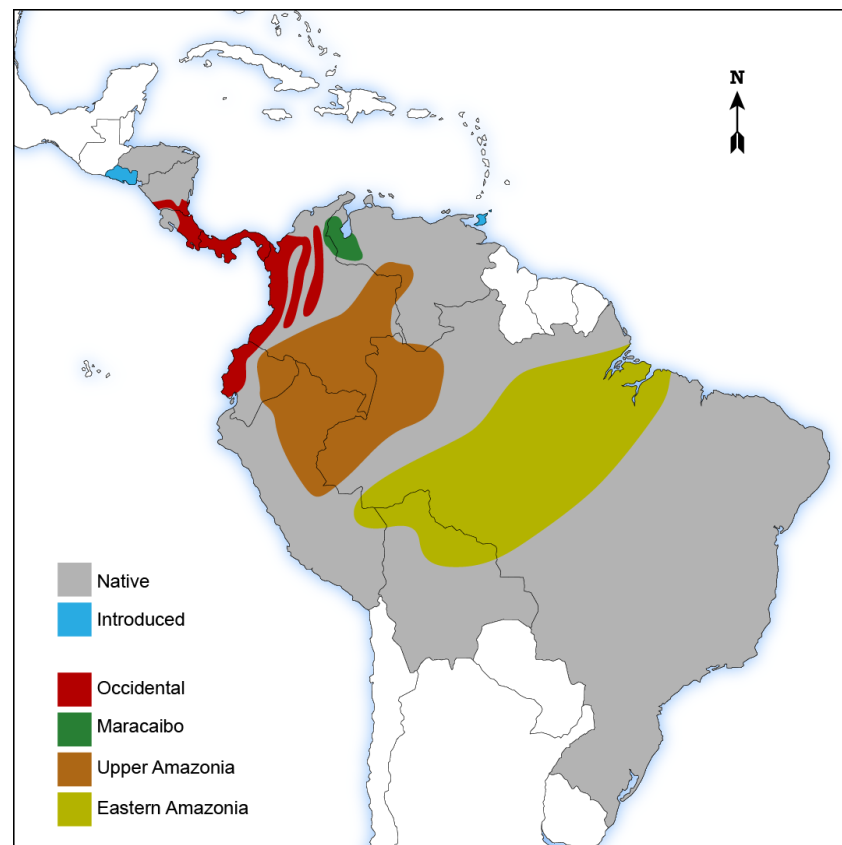 N
Native
Introduced
Occidental
Maracaibo
Upper Amazonia
Eastern Amazonia